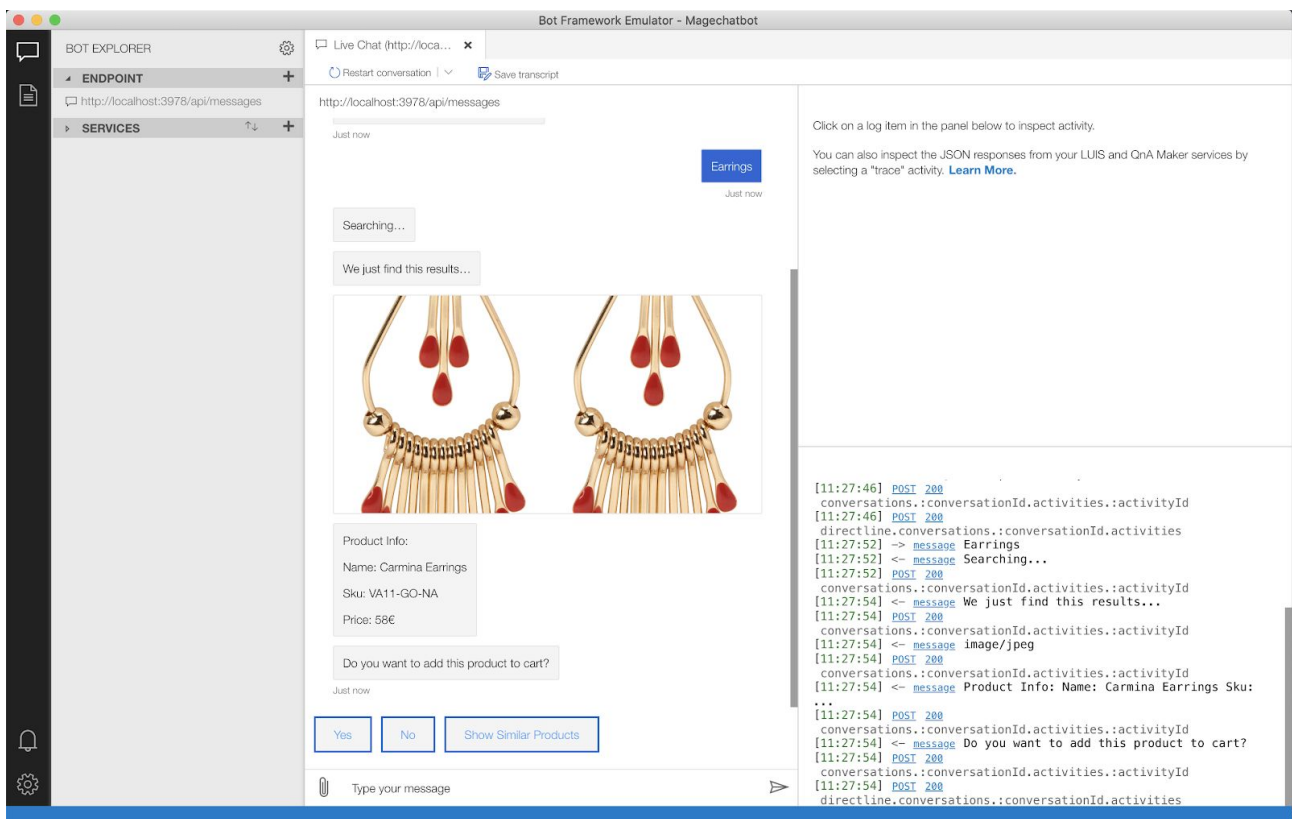 Bot Framework Emulator - Magechatbot
BOT EXPLORER
ENDPOINT
http://localhost:3978/api/messages
SERVICES
Live Chat (http://loca...
Restart conversation
Save transcript
http://localhost:3978/api/messages
Just now
Earrings
Just now
Searching...
We just find this results...
Product Info:
Name: Carmina Earrings
Sku: VA11-GO-NA
Price: 58€
Do you want to add this product to cart?
Just now
Yes
No
Show Similar Products
Type your message
Click on a log item in the panel below to inspect activity.
You can also inspect the JSON responses from your LUIS and QnA Maker services by
selecting a "trace" activity. Learn More.
[11:27:46] POST 200
conversations.:conversationId.activities.:activityId
[11:27:46] POST 200
directline.conversations.:conversationId.activities
[11:27:52] -> message Earrings
[11:27:52] <- message Searching...
[11:27:52] POST 200
conversations.:conversationId.activities.:activityId
[11:27:54] <- message We just find this results...
[11:27:54] POST 200
conversations.:conversationId.activities.:activityId
[11:27:54] <- message image/jpeg
[11:27:54] POST 200
conversations.:conversationId.activities.:activityId
[11:27:54] <- message Product Info: Name: Carmina Earrings Sku:
...
[11:27:54] POST 200
conversations.:conversationId.activities.:activityId
[11:27:54] <- message Do you want to add this product to cart?
[11:27:54] POST 200
conversations.:conversationId.activities.:activityId
[11:27:54] POST 200
directline.conversations.:conversationId.activities